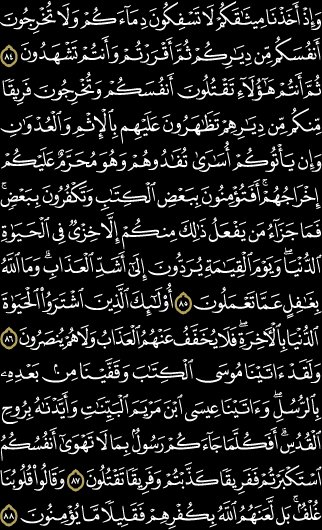 وَإِذْ أَخَذْنَا مِيثَٰقَكُمْ لَا تَسْفِكُونَ دِمَآءَكُمْ وَلَا تُخْرِجُونَ
أَنفُسَكُم مِّن دِيَٰرِكُمْ ثُمَّ أَقْرَرْتُمْ وَأَنتُمْ تَشْهَدُونَ ٨٤
ثُمَّ أَنتُمْ هَٰٓؤُلَآءِ تَقْتُلُونَ أَنفُسَكُمْ وَتُخْرِجُونَ فَرِيقًا
مِّنكُم مِّن دِيَٰرِهِمْ تَظَٰهَرُونَ عَلَيْهِم بِٱلْإِثْمِ وَٱلْعُدْوَٰنِ
وَإِن يَأْتُوكُمْ أُسَٰرَىٰ تُفَٰدُوهُمْ وَهُوَ مُحَرَّمٌ عَلَيْكُمْ
إِخْرَاجُهُمْ ۚ أَفَتُؤْمِنُونَ بِبَعْضِ ٱلْكِتَٰبِ وَتَكْفُرُونَ بِبَعْضٍ ۚ
فَمَا جَزَآءُ مَن يَفْعَلُ ذَٰلِكَ مِنكُمْ إِلَّا خِزْىٌ فِى ٱلْحَيَوٰةِ
ٱلدُّنْيَا ۖ وَيَوْمَ ٱلْقِيَٰمَةِ يُرَدُّونَ إِلَىٰٓ أَشَدِّ ٱلْعَذَابِ ۗ وَمَا ٱللَّهُ
بِغَٰفِلٍ عَمَّا تَعْمَلُونَ ٨٥ أُو۟لَٰٓئِكَ ٱلَّذِينَ ٱشْتَرَوُا۟ ٱلْحَيَوٰةَ
ٱلدُّنْيَا بِٱلْءَاخِرَةِ ۖ فَلَا يُخَفَّفُ عَنْهُمُ ٱلْعَذَابُ وَلَا هُمْ يُنصَرُونَ ٨٦
وَلَقَدْ ءَاتَيْنَا مُوسَى ٱلْكِتَٰبَ وَقَفَّيْنَا مِنۢ بَعْدِهِۦ
بِٱلرُّسُلِ ۖ وَءَاتَيْنَا عِيسَى ٱبْنَ مَرْيَمَ ٱلْبَيِّنَٰتِ وَأَيَّدْنَٰهُ بِرُوحِ
ٱلْقُدُسِ ۗ أَفَكُلَّمَا جَآءَكُمْ رَسُولٌۢ بِمَا لَا تَهْوَىٰٓ أَنفُسُكُمُ
ٱسْتَكْبَرْتُمْ فَفَرِيقًا كَذَّبْتُمْ وَفَرِيقًا تَقْتُلُونَ ٨٧ وَقَالُوا۟ قُلُوبُنَا
غُلْفٌۢ ۚ بَل لَّعَنَهُمُ ٱللَّهُ بِكُفْرِهِمْ فَقَلِيلًا مَّا يُؤْمِنُونَ ٨٨